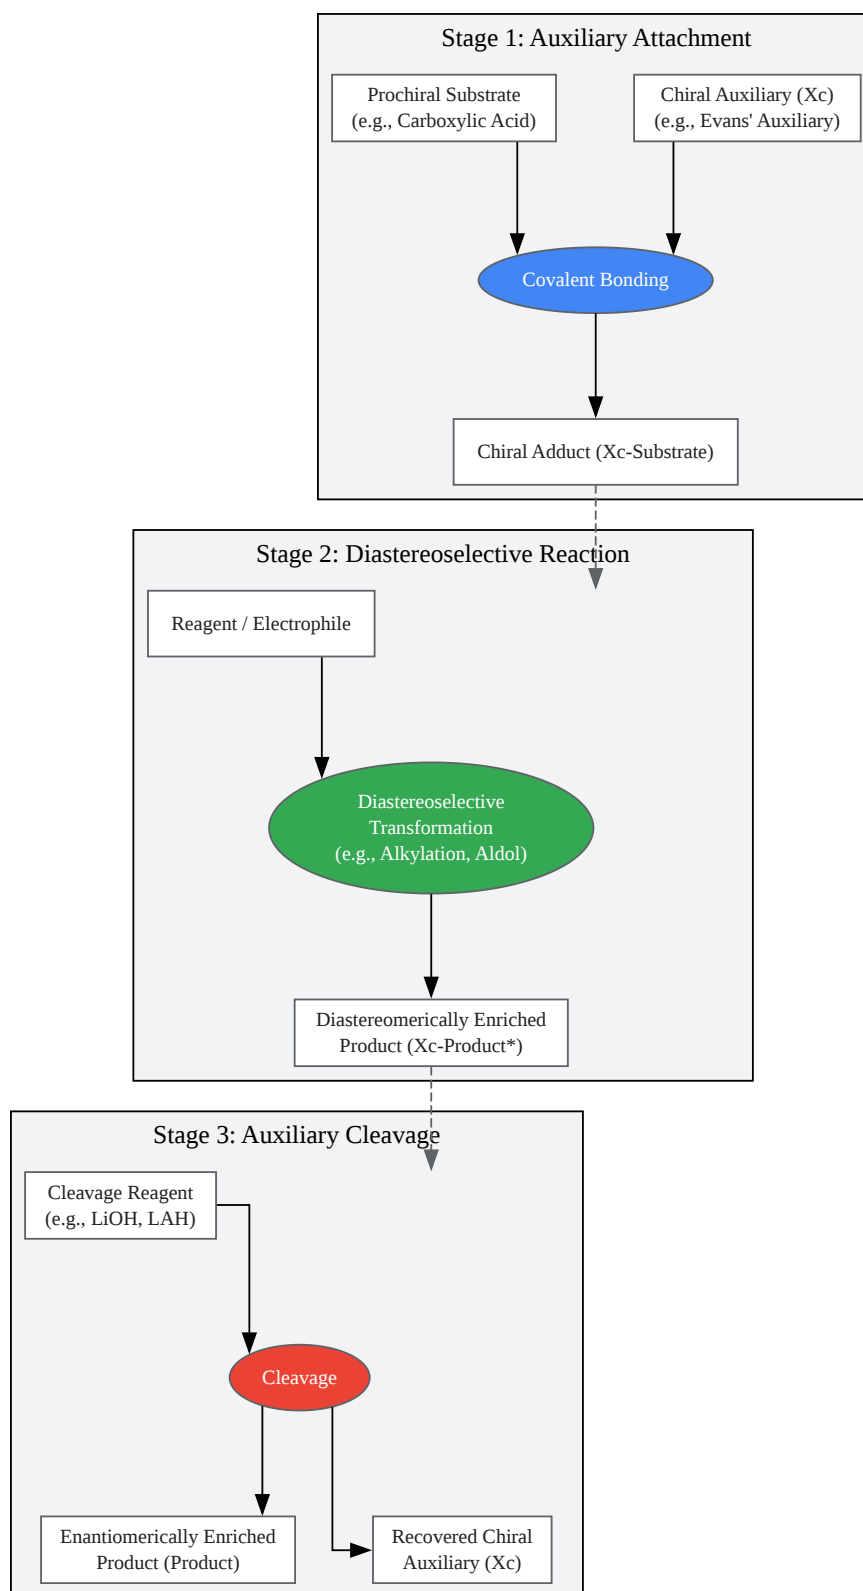 Stage 1: Auxiliary Attachment
Prochiral Substrate
(e.g., Carboxylic Acid)
Chiral Auxiliary (Xc)
(e.g., Evans' Auxiliary)
Covalent Bonding
Chiral Adduct (Xc-Substrate)
Stage 2: Diastereoselective Reaction
Reagent / Electrophile
Diastereoselective
Transformation
(e.g., Alkylation, Aldol)
Diastereomerically Enriched
Product (Xc-Product*)
Stage 3: Auxiliary Cleavage
Cleavage Reagent
(e.g., LiOH, LAH)
Cleavage
Enantiomerically Enriched
Product (Product)
Recovered Chiral
Auxiliary (Xc)